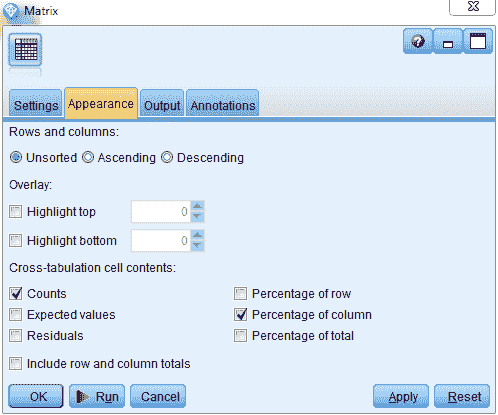 Matrix
Settings Appearance Output Annotations
Rows and columns:
Unsorted Ascending Descending
Overlay:
Highlight top 0
Highlight bottom 0
Cross-tabulation cell contents:
Counts Percentage of row
Expected values Percentage of column
Residuals Percentage of total
Include row and column totals
OK Run Cancel Apply Reset